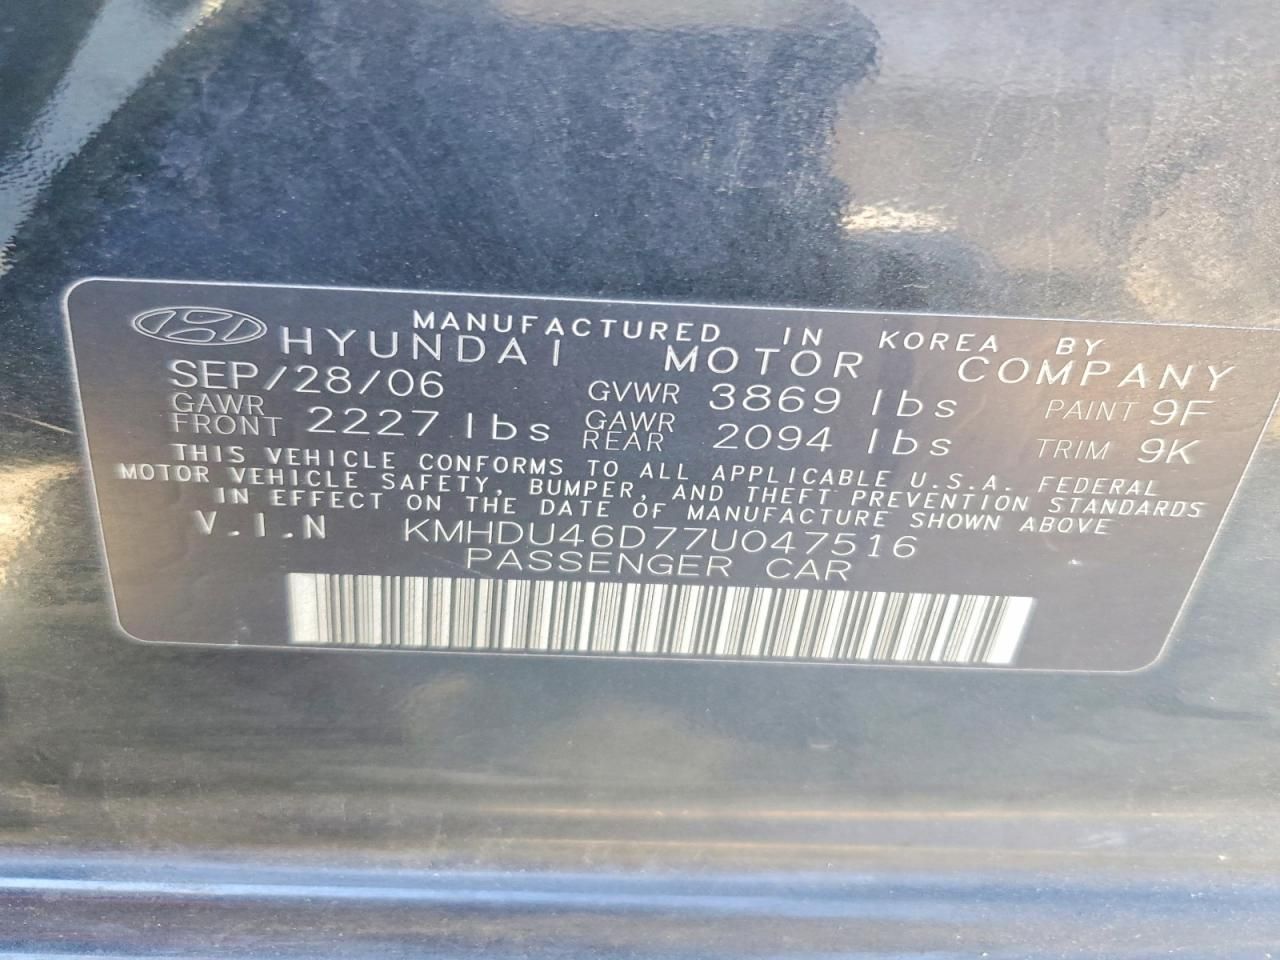 MANUFACTURED IN KOREA BY
HYUNDAI MOTOR COMPANY
SEP/28/06 GVWR 3869 lbs PAINT 9F
GAWR FRONT 2227 lbs GAWR REAR 2094 lbs TRIM 9K
THIS VEHICLE CONFORMS TO ALL APPLICABLE U.S.A. FEDERAL
MOTOR VEHICLE SAFETY, BUMPER, AND THEFT PREVENTION STANDARDS
IN EFFECT ON THE DATE OF MANUFACTURE SHOWN ABOVE
V.I.N KMHDU46D77U047516
PASSENGER CAR